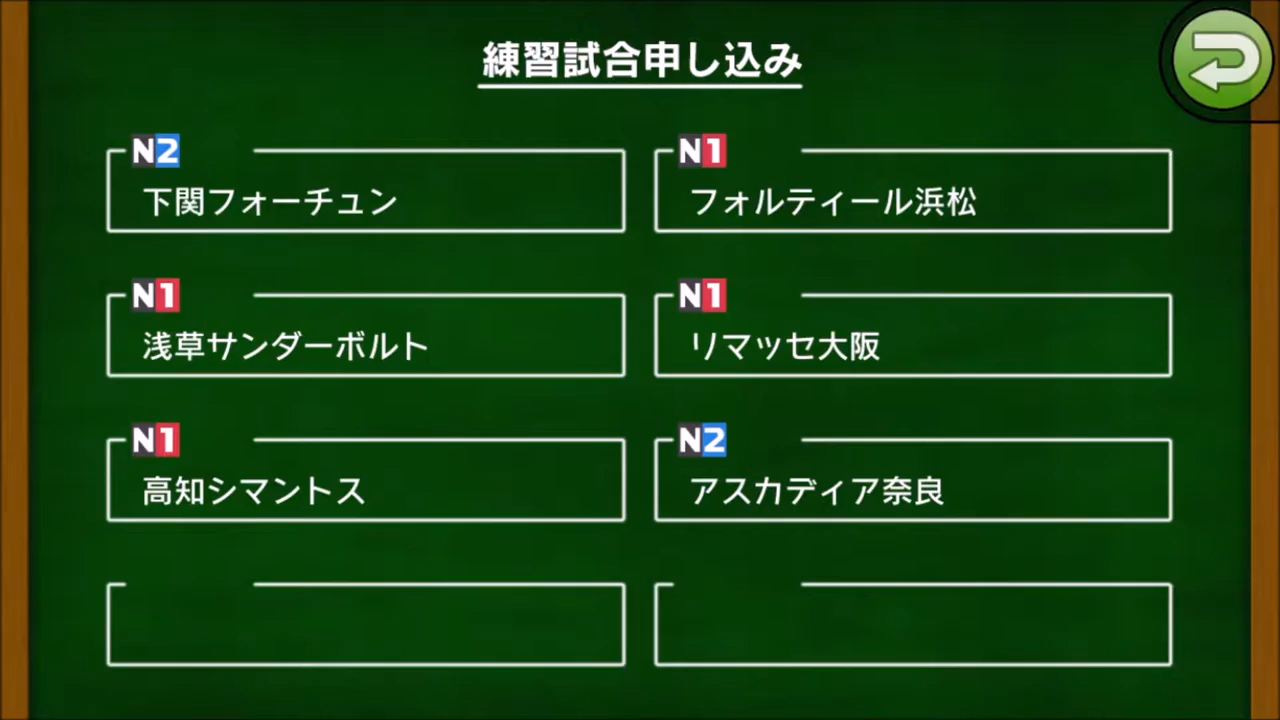 練習試合申し込み
N2
下関フォーチュン
N1
フォルティール浜松
N1
浅草サンダーボルト
N1
リマッセ大阪
N1
高知シマントス
N2
アスカディア奈良